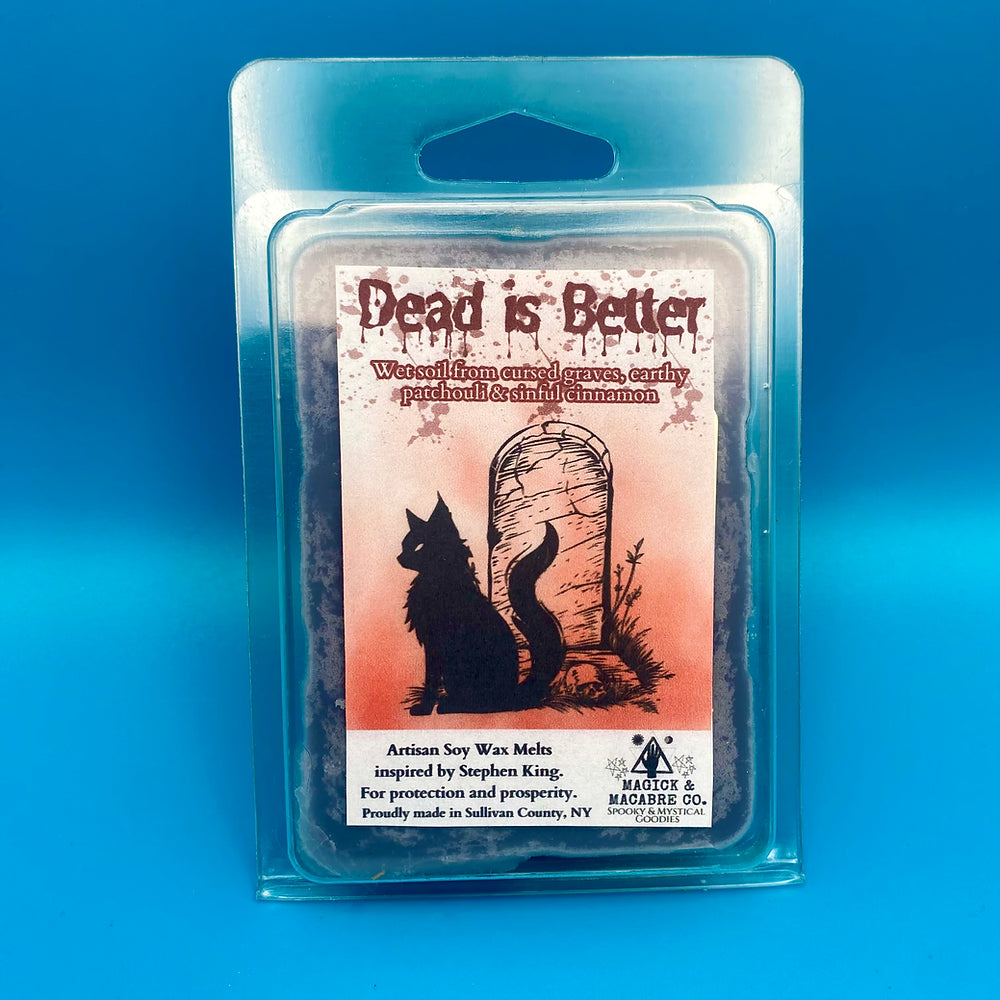 Dead is Better
Wet soil from cursed graves, earthy
patchouli & sinful cinnamon
Artisan Soy Wax Melts
inspired by Stephen King.
For protection and prosperity.
Proudly made in Sullivan County, NY
MAGICK &
MACABRE CO.
SPOOKY & MYSTICAL
GOODIES